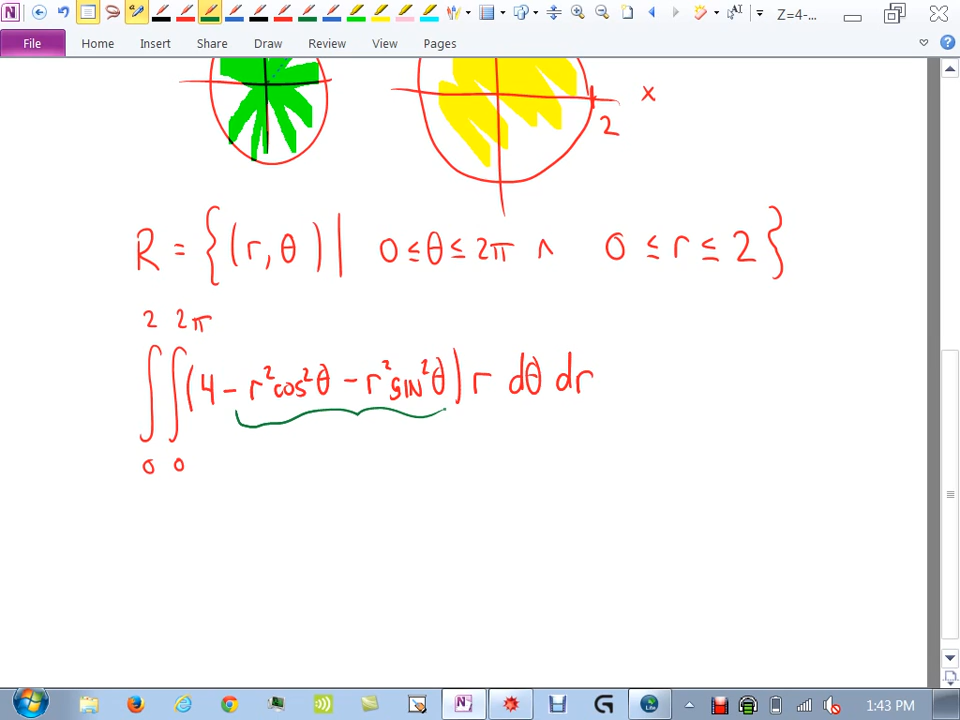 Z=4-...
File Home Insert Share Draw Review View Pages
x
2
R = {(r, θ) | 0 ≤ θ ≤ 2π ∧ 0 ≤ r ≤ 2}
2 2π
∫ ∫ (4 - r²cos²θ - r²sin²θ) r dθ dr
0 0
1:43 PM